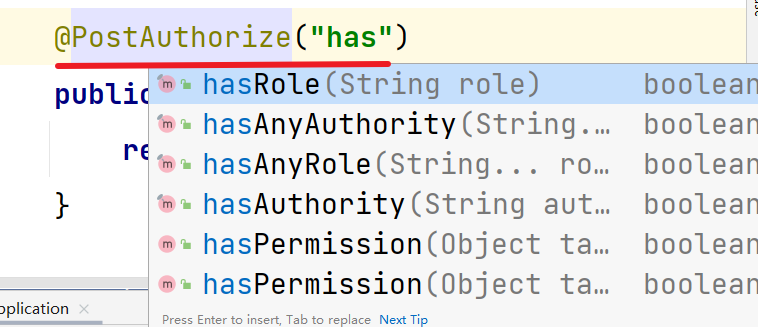 @PostAuthorize("has")
public
hasRole(String role) boolean
hasAnyAuthority(String.… boolean
re
hasAnyRole(String... ro… boolean
}
hasAuthority(String aut… boolean
hasPermission(Object ta… boolean
hasPermission(Object ta… boolean
pplication ×
Press Enter to insert, Tab to replace Next Tip